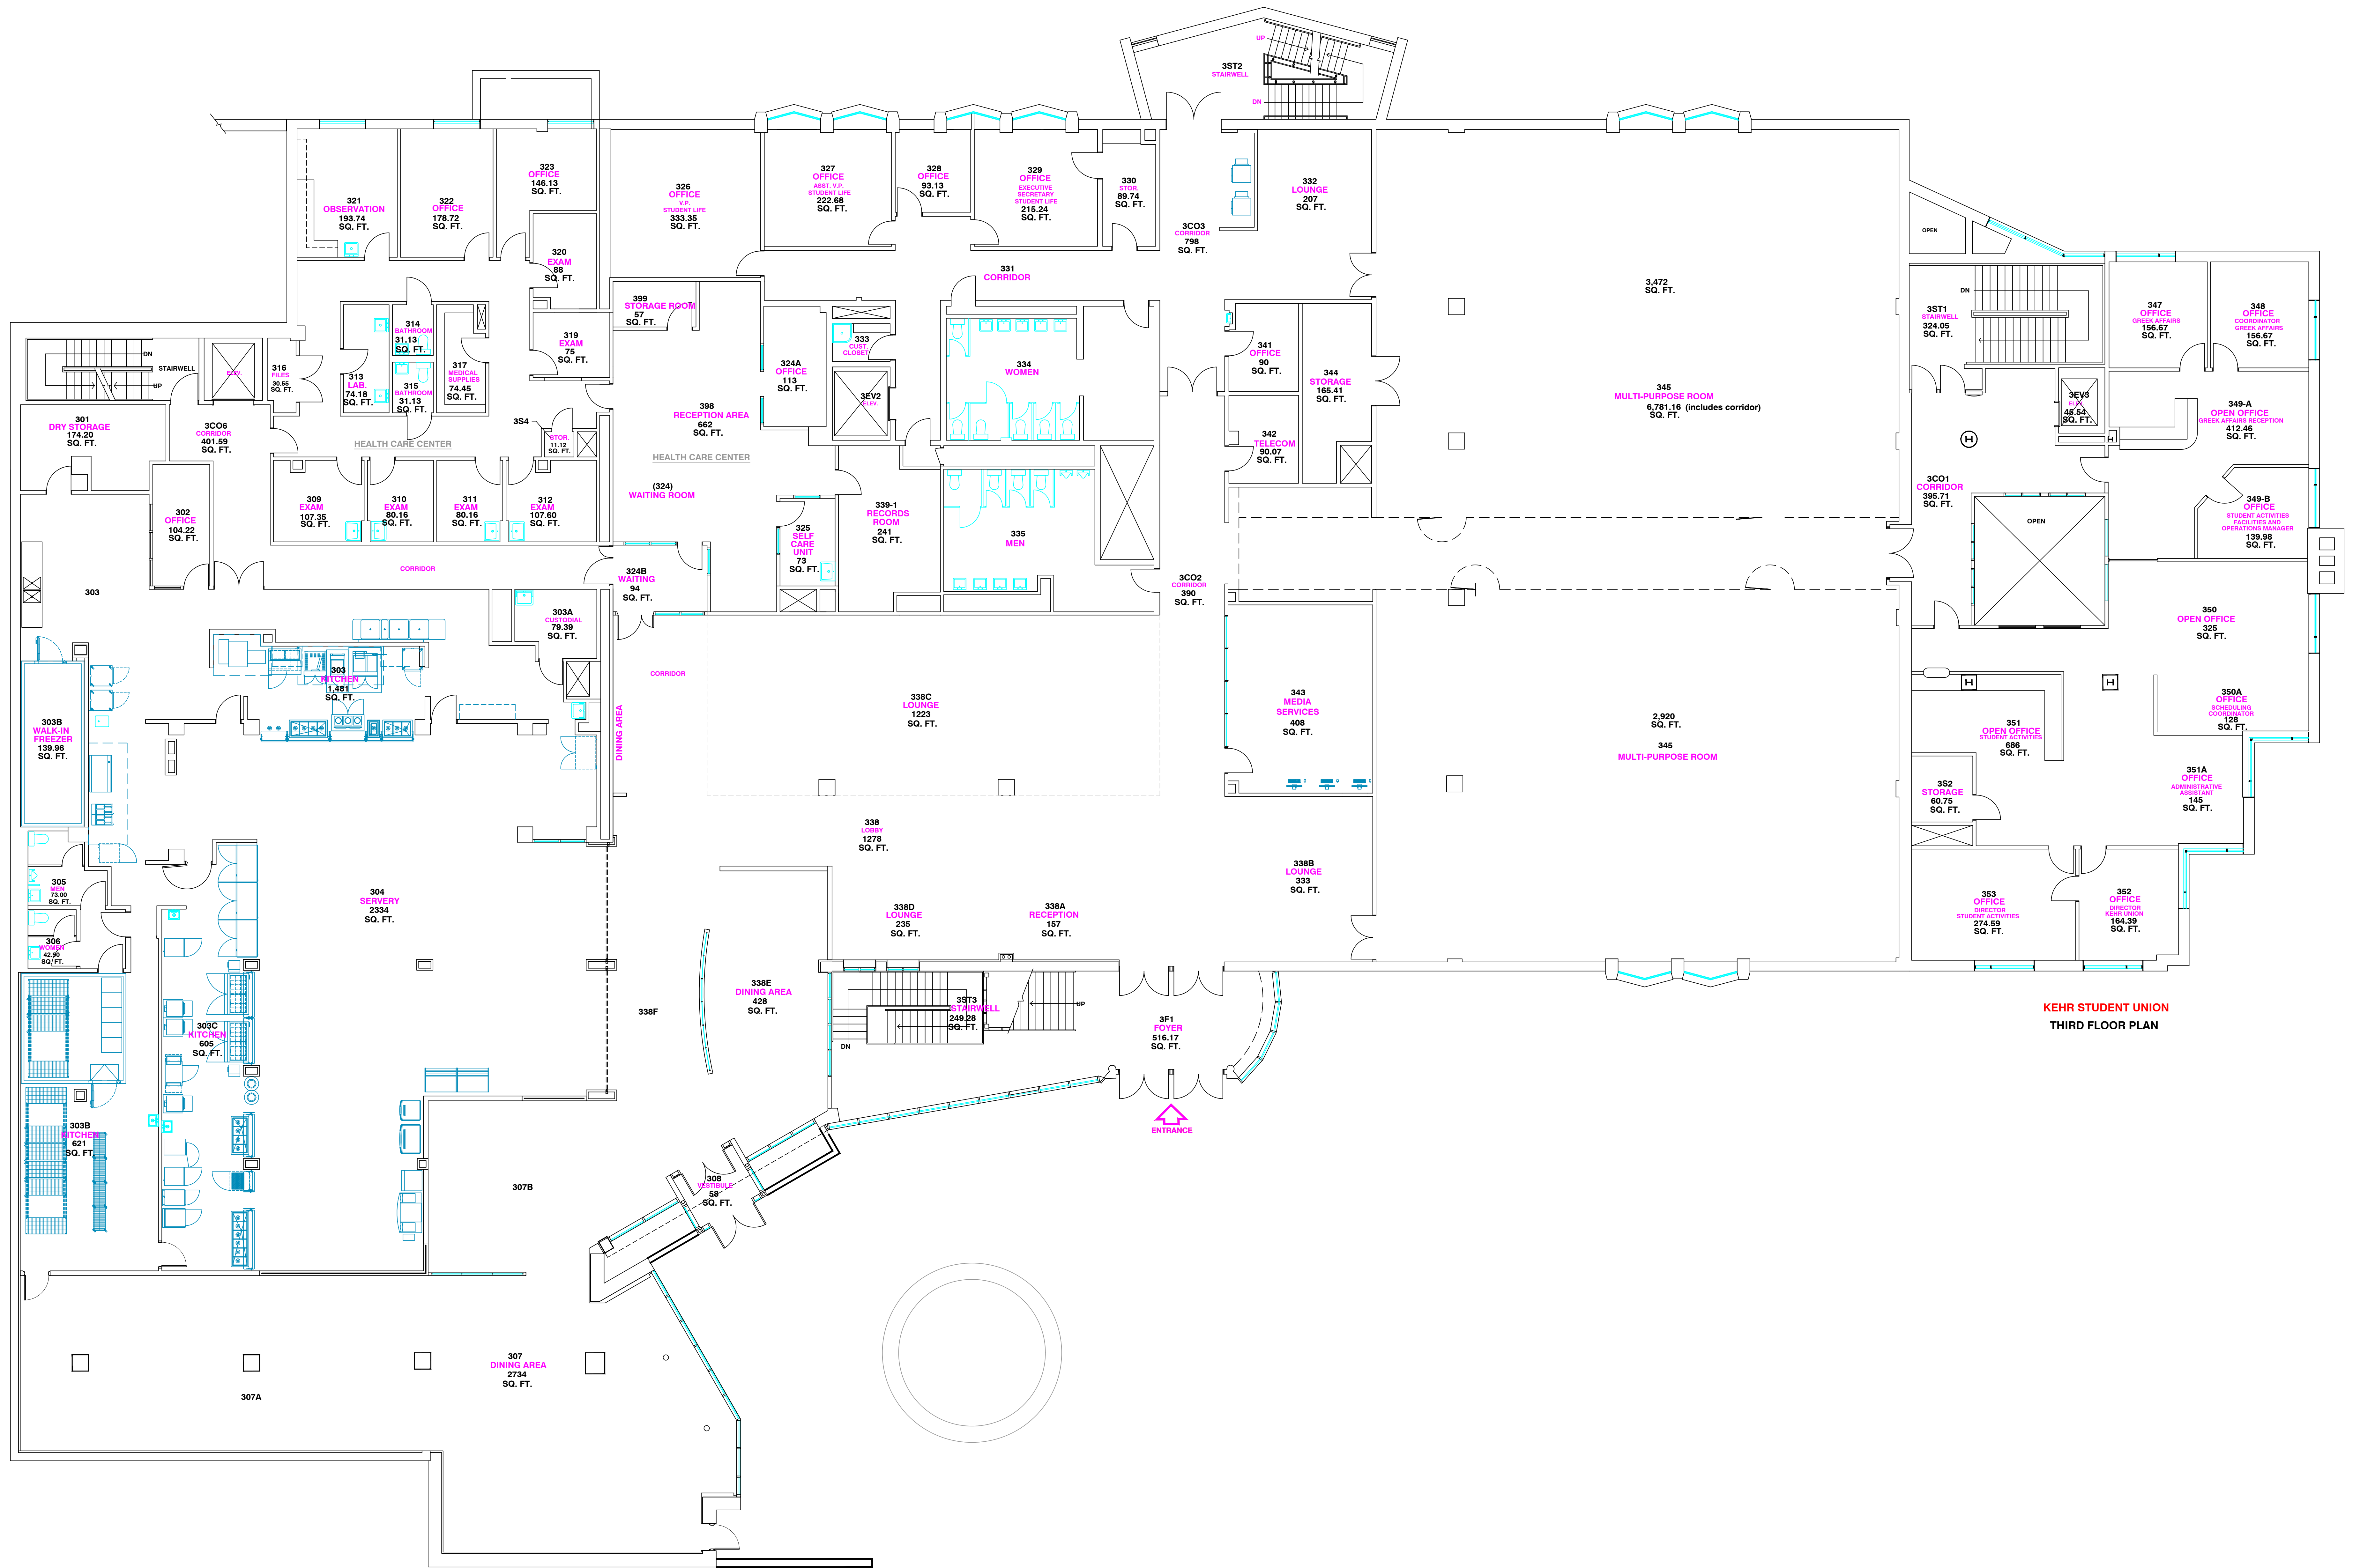 3ST2
STAIRWELL
UP
DN
321
OBSERVATION
193.74
SQ. FT.
322
OFFICE
178.72
SQ. FT.
323
OFFICE
146.13
SQ. FT.
320
EXAM
88
SQ. FT.
326
OFFICE
V.P.
STUDENT LIFE
333.35
SQ. FT.
327
OFFICE
ASST. V.P.
STUDENT LIFE
222.68
SQ. FT.
328
OFFICE
93.13
SQ. FT.
329
OFFICE
EXECUTIVE
SECRETARY
STUDENT LIFE
215.24
SQ. FT.
330
STOR.
89.74
SQ. FT.
3CO3
CORRIDOR
798
SQ. FT.
332
LOUNGE
207
SQ. FT.
331
CORRIDOR
3,472
SQ. FT.
OPEN
DN
3ST1
STAIRWELL
324.05
SQ. FT.
347
OFFICE
GREEK AFFAIRS
156.67
SQ. FT.
348
OFFICE
COORDINATOR
GREEK AFFAIRS
156.67
SQ. FT.
DN
STAIRWELL
UP
ELEV.
316
FILES
30.55
SQ. FT.
313
LAB.
74.18
SQ. FT.
314
BATHROOM
31.13
SQ. FT.
315
BATHROOM
31.13
SQ. FT.
317
MEDICAL
SUPPLIES
74.45
SQ. FT.
319
EXAM
75
SQ. FT.
399
STORAGE ROOM
57
SQ. FT.
324A
OFFICE
113
SQ. FT.
333
CUST.
CLOSET
3EV2
ELEV.
334
WOMEN
341
OFFICE
90
SQ. FT.
344
STORAGE
165.41
SQ. FT.
342
TELECOM
90.07
SQ. FT.
345
MULTI-PURPOSE ROOM
6,781.16 (includes corridor)
SQ. FT.
3EV3
ELEV.
45.54
SQ. FT.
H
H
349-A
OPEN OFFICE
GREEK AFFAIRS RECEPTION
412.46
SQ. FT.
301
DRY STORAGE
174.20
SQ. FT.
3CO6
CORRIDOR
401.59
SQ. FT.
HEALTH CARE CENTER
3S4
STOR.
11.12
SQ. FT.
398
RECEPTION AREA
662
SQ. FT.
HEALTH CARE CENTER
(324)
WAITING ROOM
302
OFFICE
104.22
SQ. FT.
309
EXAM
107.35
SQ. FT.
310
EXAM
80.16
SQ. FT.
311
EXAM
80.16
SQ. FT.
312
EXAM
107.60
SQ. FT.
325
SELF
CARE
UNIT
73
SQ. FT.
339-1
RECORDS
ROOM
241
SQ. FT.
335
MEN
3CO1
CORRIDOR
395.71
SQ. FT.
OPEN
349-B
OFFICE
STUDENT ACTIVITIES
FACILITIES AND
OPERATIONS MANAGER
139.98
SQ. FT.
303
CORRIDOR
324B
WAITING
94
SQ. FT.
3CO2
CORRIDOR
390
SQ. FT.
303A
CUSTODIAL
79.39
SQ. FT.
350
OPEN OFFICE
325
SQ. FT.
303
KITCHEN
1,481
SQ. FT.
CORRIDOR
DINING AREA
338C
LOUNGE
1223
SQ. FT.
343
MEDIA
SERVICES
408
SQ. FT.
2,920
SQ. FT.
345
MULTI-PURPOSE ROOM
H
H
350A
OFFICE
SCHEDULING
COORDINATOR
128
SQ. FT.
351
OPEN OFFICE
STUDENT ACTIVITIES
686
SQ. FT.
303B
WALK-IN
FREEZER
139.96
SQ. FT.
3S2
STORAGE
60.75
SQ. FT.
351A
OFFICE
ADMINISTRATIVE
ASSISTANT
145
SQ. FT.
338
LOBBY
1278
SQ. FT.
338B
LOUNGE
333
SQ. FT.
305
MEN
73.00
SQ. FT.
304
SERVERY
2334
SQ. FT.
338D
LOUNGE
235
SQ. FT.
338A
RECEPTION
157
SQ. FT.
353
OFFICE
DIRECTOR
STUDENT ACTIVITIES
274.59
SQ. FT.
352
OFFICE
DIRECTOR
KEHR UNION
164.39
SQ. FT.
306
WOMEN
42.90
SQ. FT.
338E
DINING AREA
428
SQ. FT.
338F
3ST3
STAIRWELL
249.28
SQ. FT.
UP
DN
3F1
FOYER
516.17
SQ. FT.
KEHR STUDENT UNION
THIRD FLOOR PLAN
303C
KITCHEN
605
SQ. FT.
303B
KITCHEN
621
SQ. FT.
ENTRANCE
307B
308
VESTIBULE
58
SQ. FT.
307
DINING AREA
2734
SQ. FT.
307A